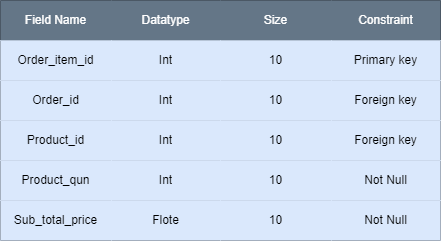 Field Name Datatype Size Constraint
Order_item_id Int 10 Primary key
Order_id Int 10 Foreign key
Product_id Int 10 Foreign key
Product_qun Int 10 Not Null
Sub_total_price Flote 10 Not Null